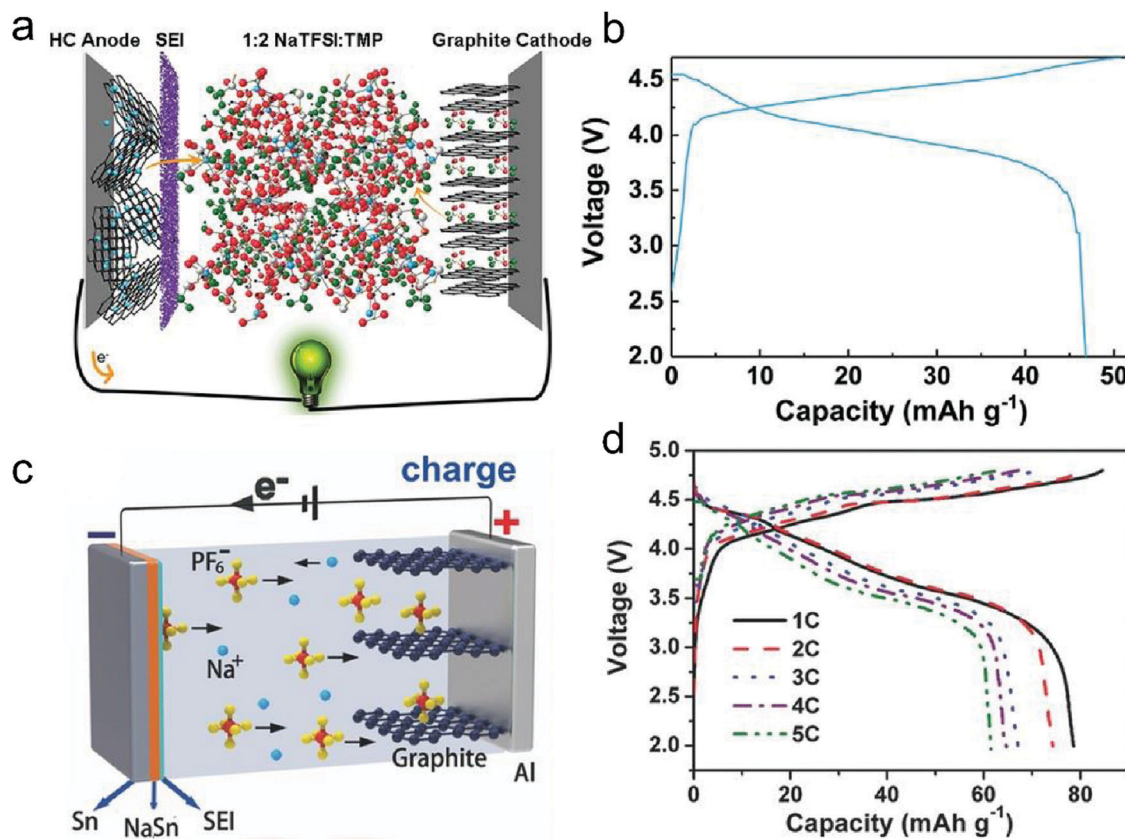 a
HC Anode SEI 1:2 NaTFSI:TMP Graphite Cathode
e-
b
4.5
4.0
3.5
3.0
2.5
2.0
Voltage (V)
0 10 20 30 40 50
Capacity (mAh g⁻¹)
c
charge
e-
−
+
PF₆⁻
Na⁺
Graphite
Al
Sn NaSn SEI
d
5.0
4.5
4.0
3.5
3.0
2.5
2.0
Voltage (V)
1C
2C
3C
4C
5C
0 20 40 60 80
Capacity (mAh g⁻¹)